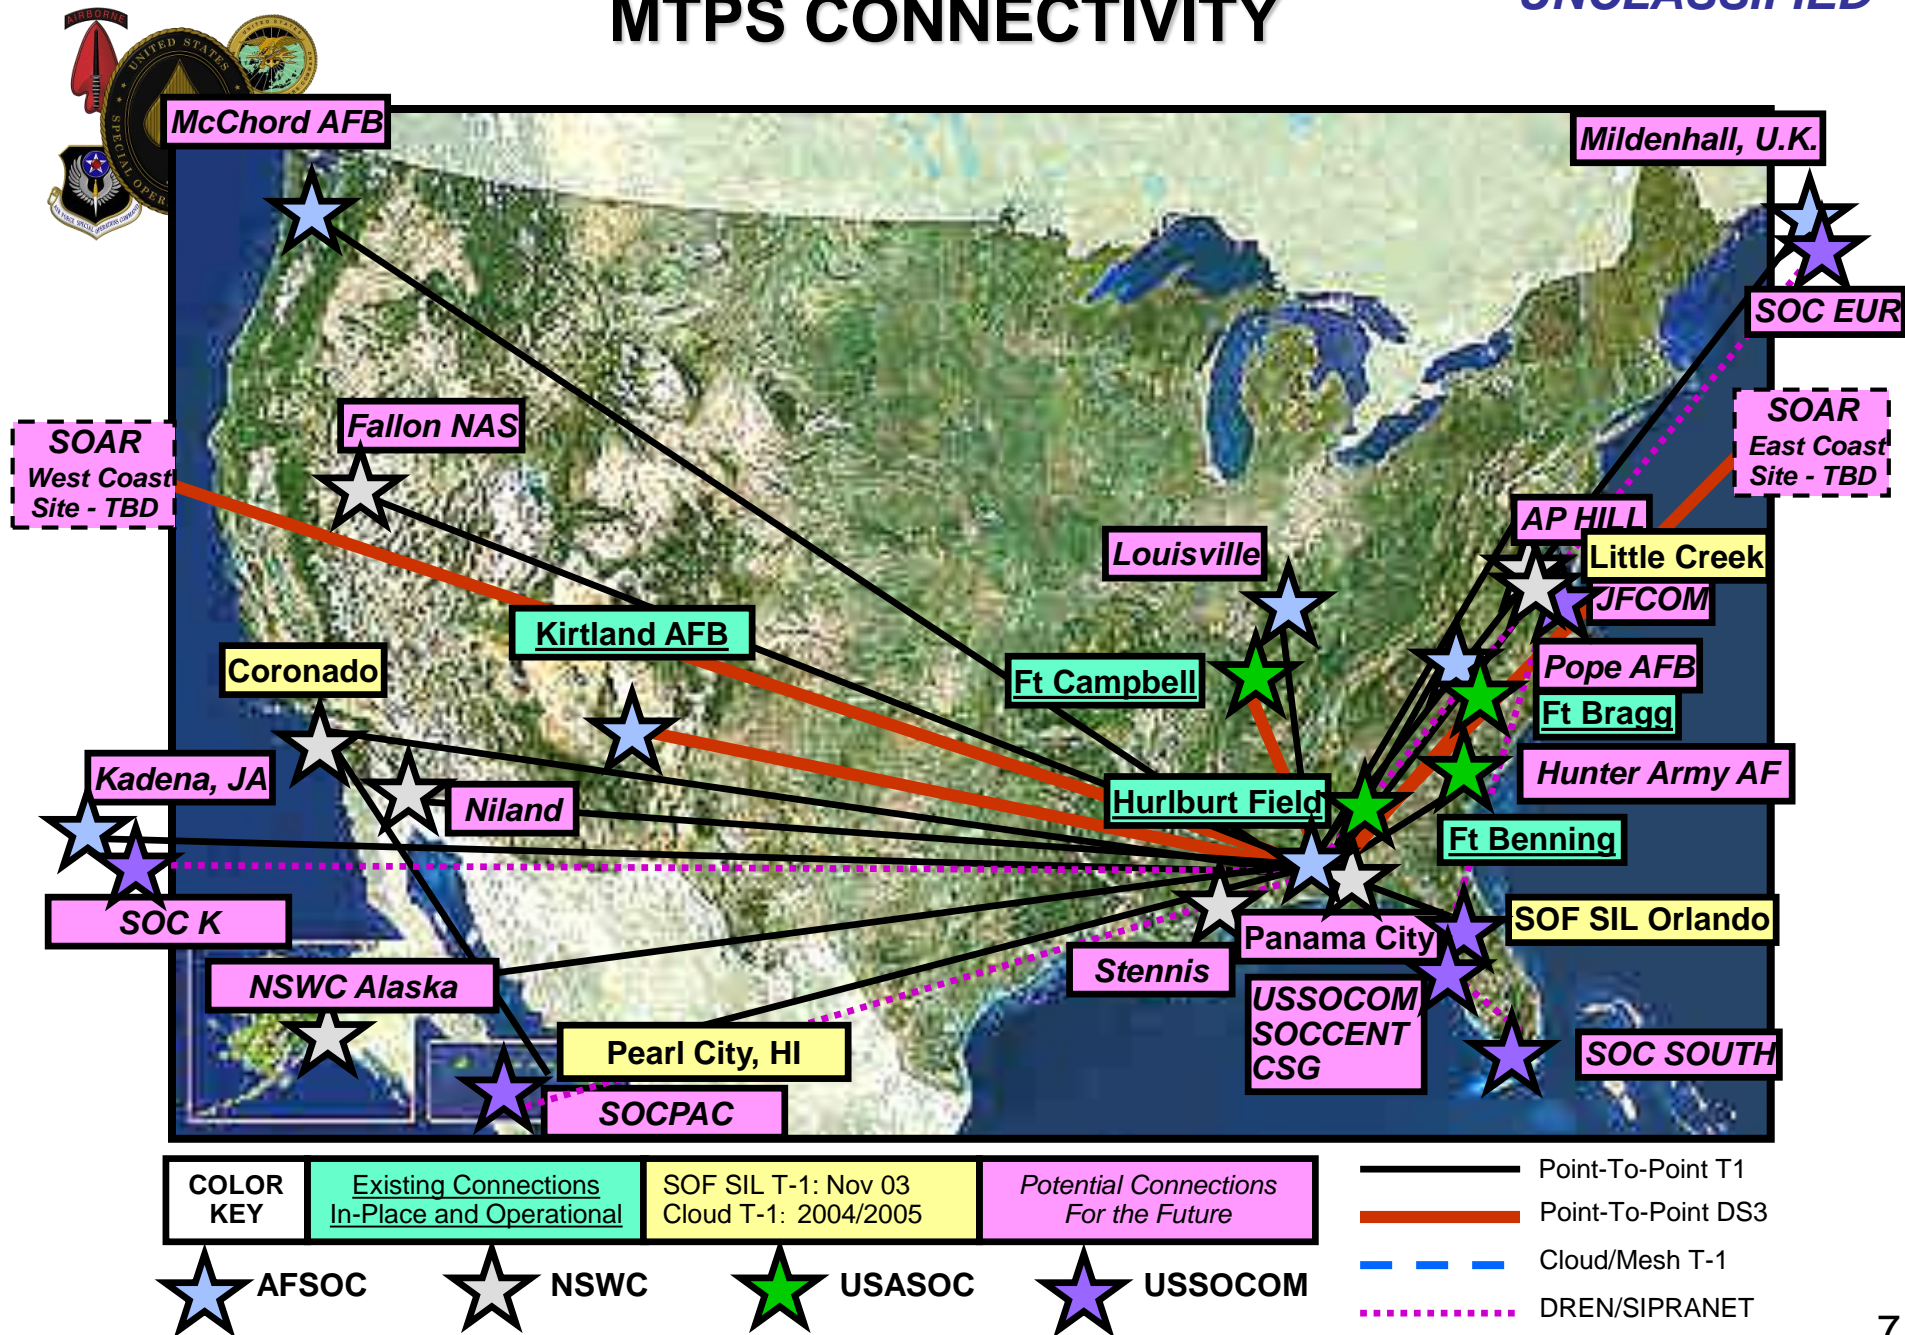 MTPS CONNECTIVITY
UNCLASSIFIED
AIRBORNE
UNITED STATES
SPECIAL OPER
McChord AFB
Mildenhall, U.K.
SOC EUR
Fallon NAS
SOAR
West Coast
Site - TBD
SOAR
East Coast
Site - TBD
AP HILL
Little Creek
JFCOM
Louisville
Kirtland AFB
Coronado
Ft Campbell
Pope AFB
Ft Bragg
Kadena, JA
Niland
Hurlburt Field
Hunter Army AF
Ft Benning
SOC K
Panama City
SOF SIL Orlando
NSWC Alaska
Stennis
USSOCOM
SOCCENT
CSG
Pearl City, HI
SOC SOUTH
SOCPAC
COLOR
KEY
Existing Connections
In-Place and Operational
SOF SIL T-1: Nov 03
Cloud T-1: 2004/2005
Potential Connections
For the Future
Point-To-Point T1
Point-To-Point DS3
Cloud/Mesh T-1
DREN/SIPRANET
AFSOC
NSWC
USASOC
USSOCOM
7